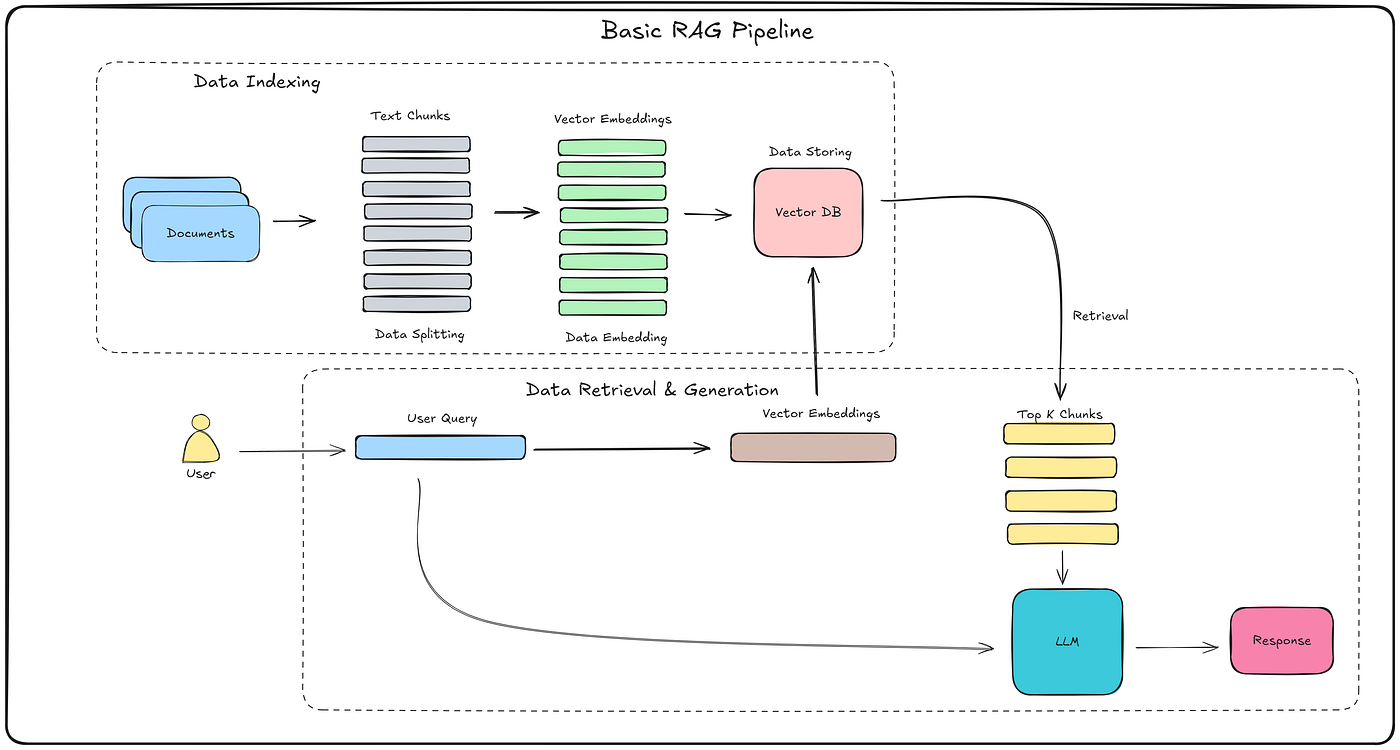 Basic RAG Pipeline
Data Indexing
Text Chunks
Vector Embeddings
Data Storing
Documents
Vector DB
Data Splitting
Data Embedding
Retrieval
Data Retrieval & Generation
User Query
Vector Embeddings
Top K Chunks
User
LLM
Response